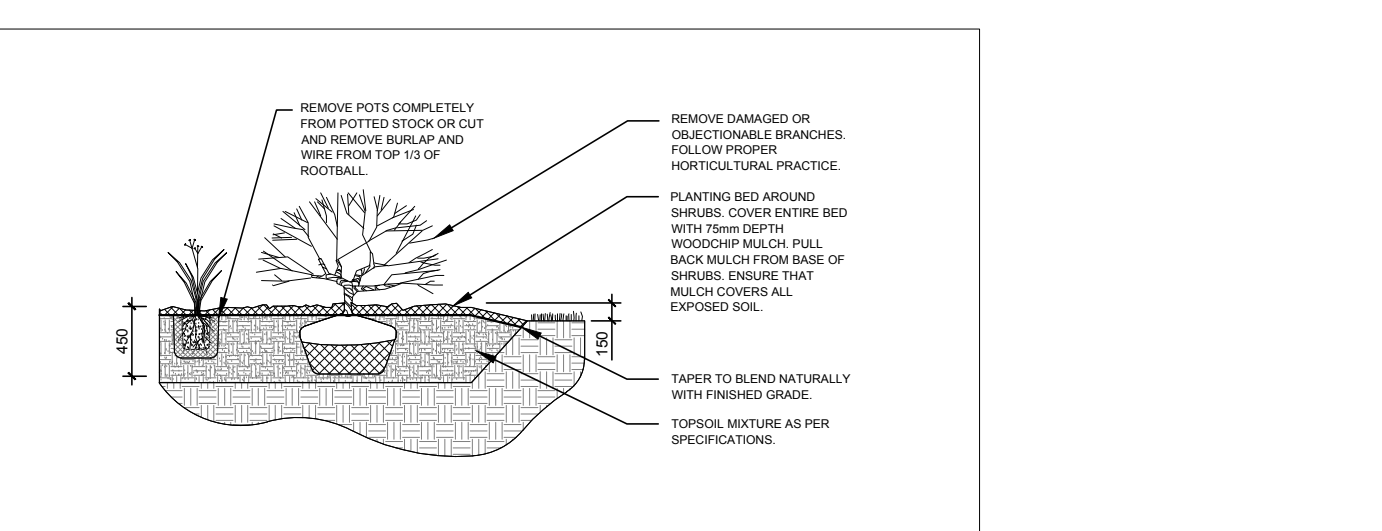 REMOVE POTS COMPLETELY
FROM POTTED STOCK OR CUT
AND REMOVE BURLAP AND
WIRE FROM TOP 1/3 OF
ROOTBALL.
REMOVE DAMAGED OR
OBJECTIONABLE BRANCHES.
FOLLOW PROPER
HORTICULTURAL PRACTICE.
PLANTING BED AROUND
SHRUBS. COVER ENTIRE BED
WITH 75mm DEPTH
WOODCHIP MULCH. PULL
BACK MULCH FROM BASE OF
SHRUBS. ENSURE THAT
MULCH COVERS ALL
EXPOSED SOIL.
450
150
TAPER TO BLEND NATURALLY
WITH FINISHED GRADE.
TOPSOIL MIXTURE AS PER
SPECIFICATIONS.